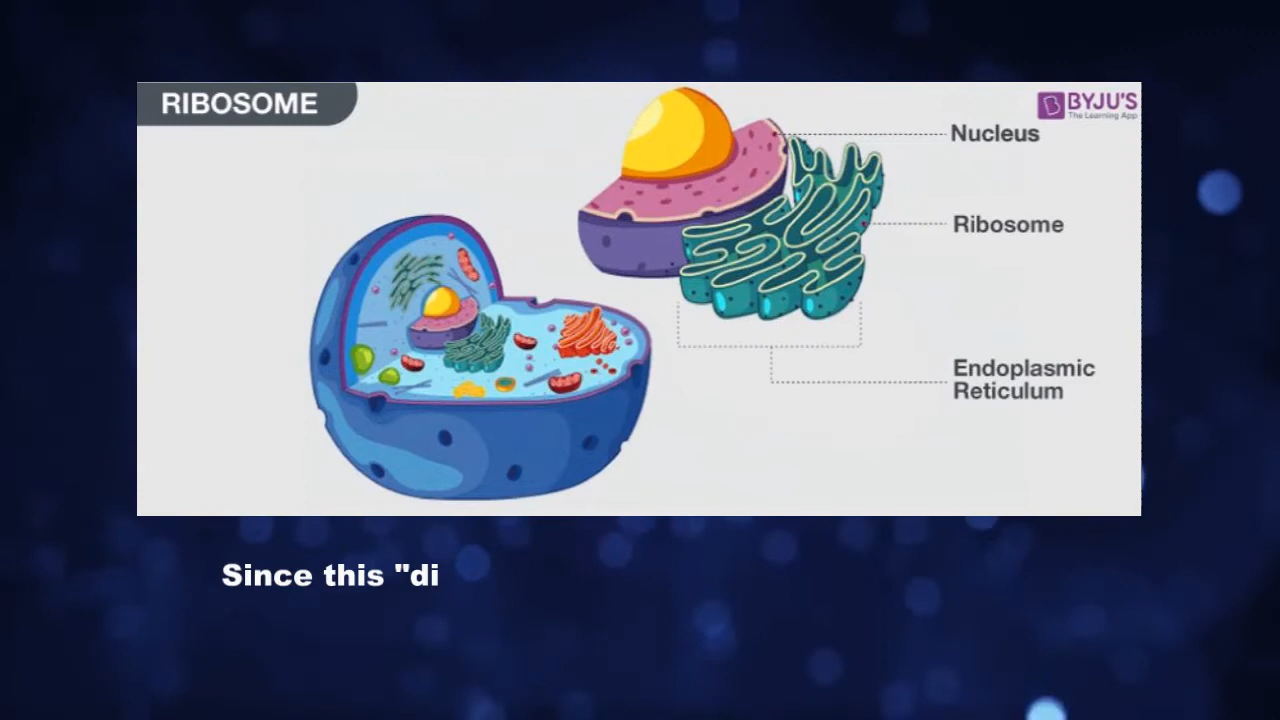 RIBOSOME
BYJU'S
The Learning App
Nucleus
Ribosome
Endoplasmic
Reticulum
Since this "di